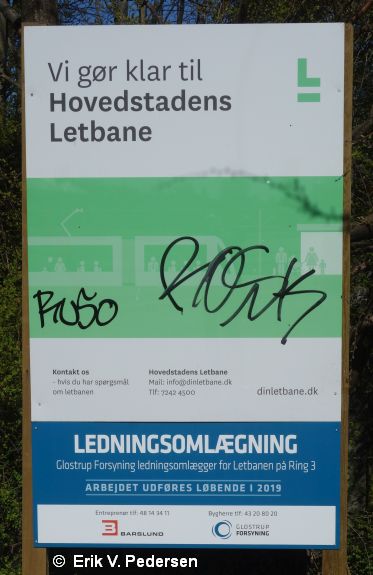 Vi gør klar til
Hovedstadens
Letbane
Kontakt os
- hvis du har spørgsmål
om letbanen
Hovedstadens Letbane
Mail: info@dinletbane.dk
Tlf: 7242 4500
dinletbane.dk
LEDNINGSOMLÆGNING
Glostrup Forsyning ledningsomlægger for Letbanen på Ring 3
ARBEJDET UDFØRES LØBENDE I 2019
Entreprenør tlf: 48 14 34 11
BARSLUND
Bygherre tlf: 43 20 80 20
GLOSTRUP
FORSYNING
© Erik V. Pedersen